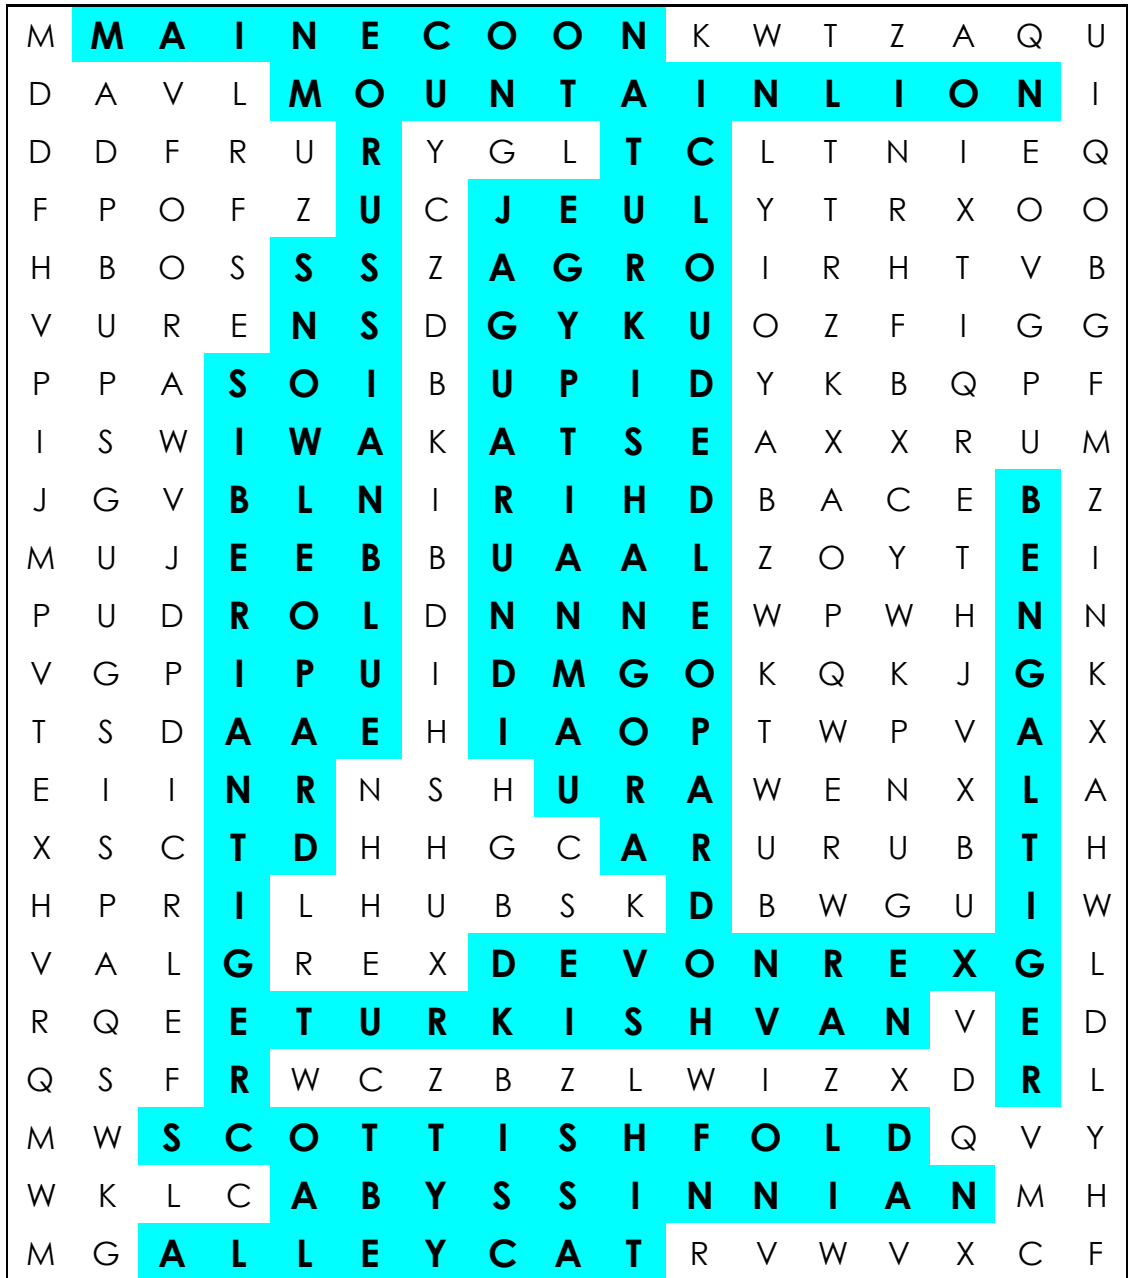 M M A I N E C O O N K W T Z A Q U
D A V L M O U N T A I N L I O N I
D D F R U R Y G L T C L T N I E Q
F P O F Z U C J E U L Y T R X O O
H B O S S S Z A G R O I R H T V B
V U R E N S D G Y K U O Z F I G G
P P A S O I B U P I D Y K B Q P F
I S W I W A K A T S E A X X R U M
J G V B L N I R I H D B A C E B Z
M U J E E B B U A A L Z O Y T E I
P U D R O L D N N N E W P W H N N
V G P I P U I D M G O K Q K J G K
T S D A A E H I A O P T W P V A X
E I I N R N S H U R A W E N X L A
X S C T D H H G C A R U R U B T H
H P R I L H U B S K D B W G U I W
V A L G R E X D E V O N R E X G L
R Q E E T U R K I S H V A N V E D
Q S F R W C Z B Z L W I Z X D R L
M W S C O T T I S H F O L D Q V Y
W K L C A B Y S S I N N I A N M H
M G A L L E Y C A T R V W V X C F